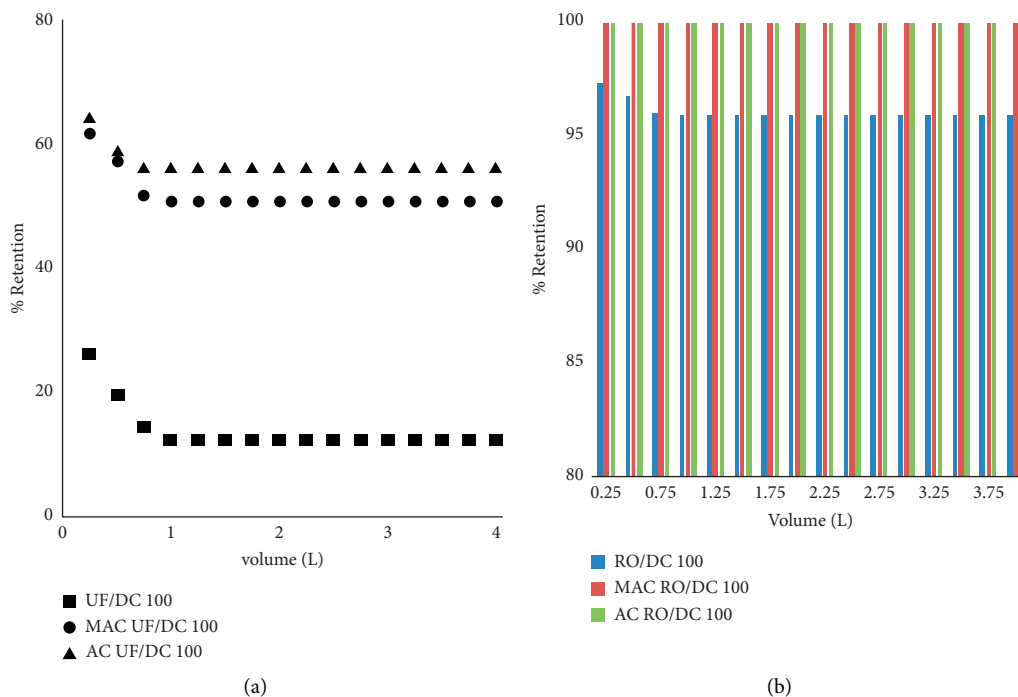 80
60
40
20
0
% Retention
0 1 2 3 4
volume (L)
UF/DC 100
MAC UF/DC 100
AC UF/DC 100
(a)
100
95
90
85
80
% Retention
0.25 0.75 1.25 1.75 2.25 2.75 3.25 3.75
Volume (L)
RO/DC 100
MAC RO/DC 100
AC RO/DC 100
(b)